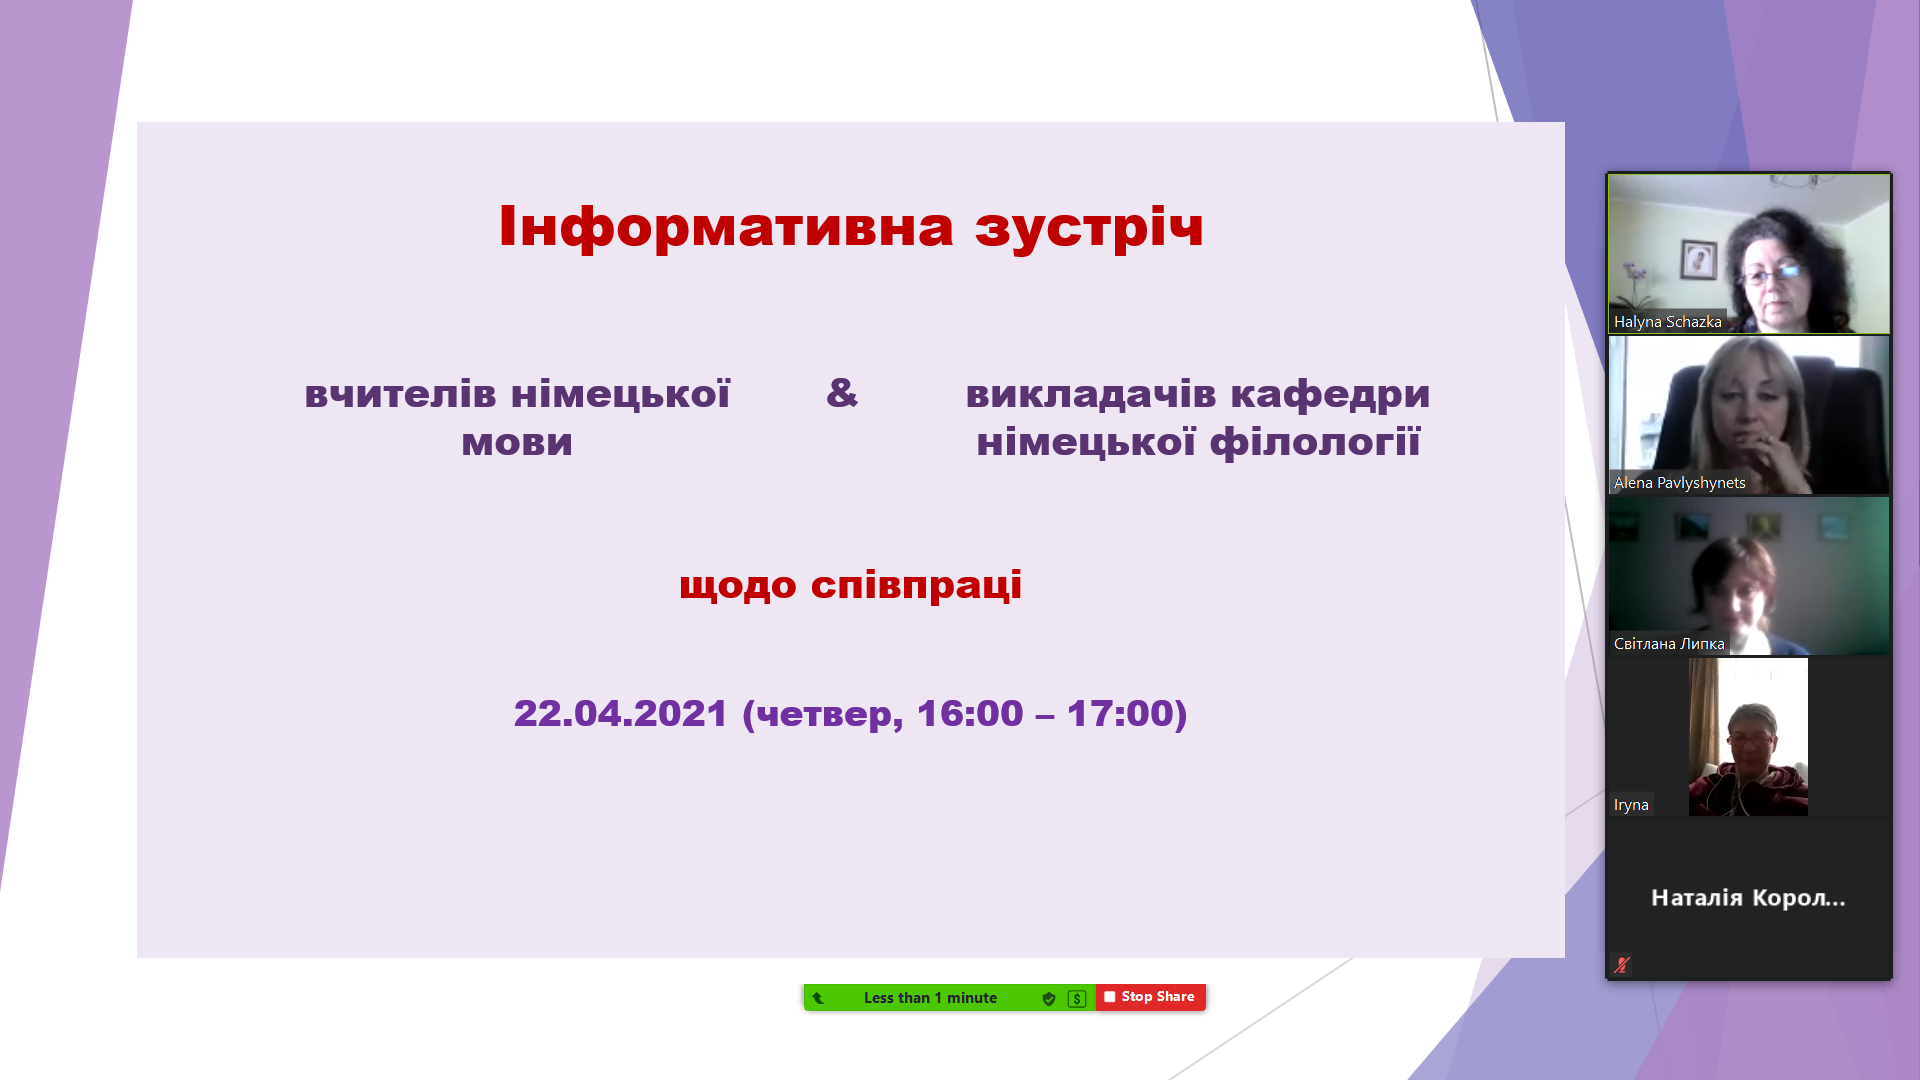 Інформативна зустріч
вчителів німецької
мови
&
викладачів кафедри
німецької філології
щодо співпраці
22.04.2021 (четвер, 16:00 – 17:00)
Halyna Schazka
Alena Pavlyshynets
Світлана Липка
Iryna
Наталія Корол...
Less than 1 minute
$
Stop Share